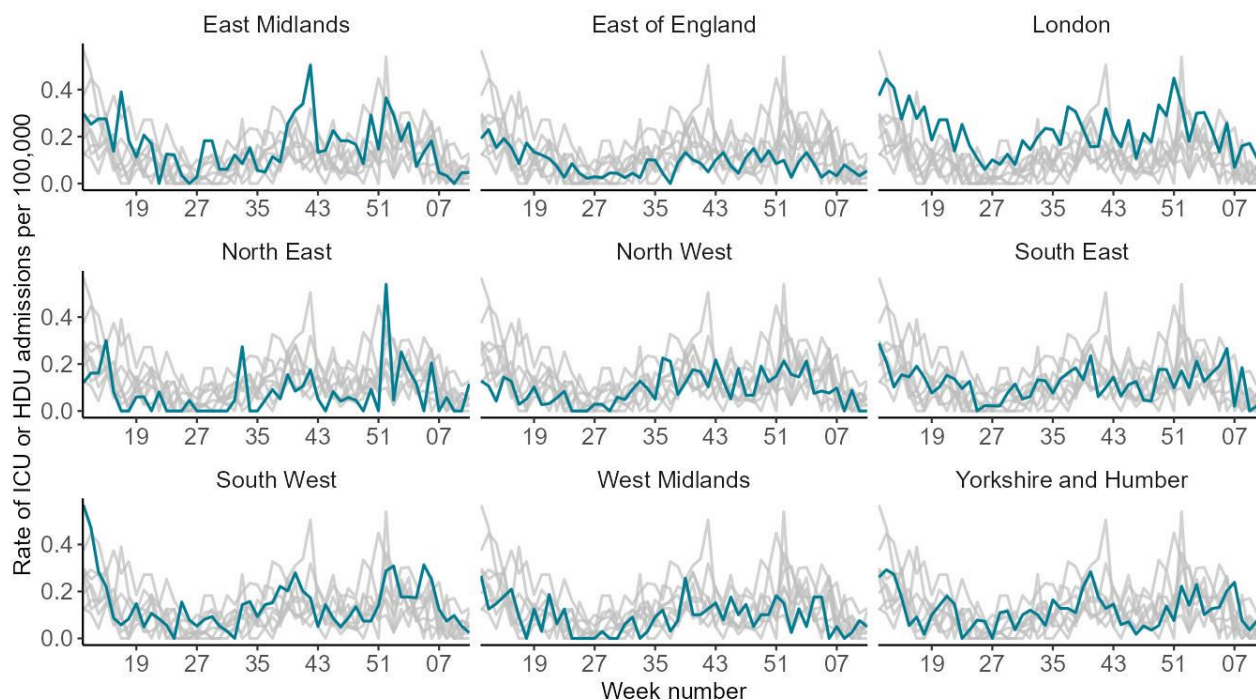 East Midlands East of England London
0.4
0.2
0.0
19 27 35 43 51 07 19 27 35 43 51 07 19 27 35 43 51 07
North East North West South East
0.4
0.2
0.0
19 27 35 43 51 07 19 27 35 43 51 07 19 27 35 43 51 07
South West West Midlands Yorkshire and Humber
0.4
0.2
0.0
19 27 35 43 51 07 19 27 35 43 51 07 19 27 35 43 51 07
Week number
Rate of ICU or HDU admissions per 100,000